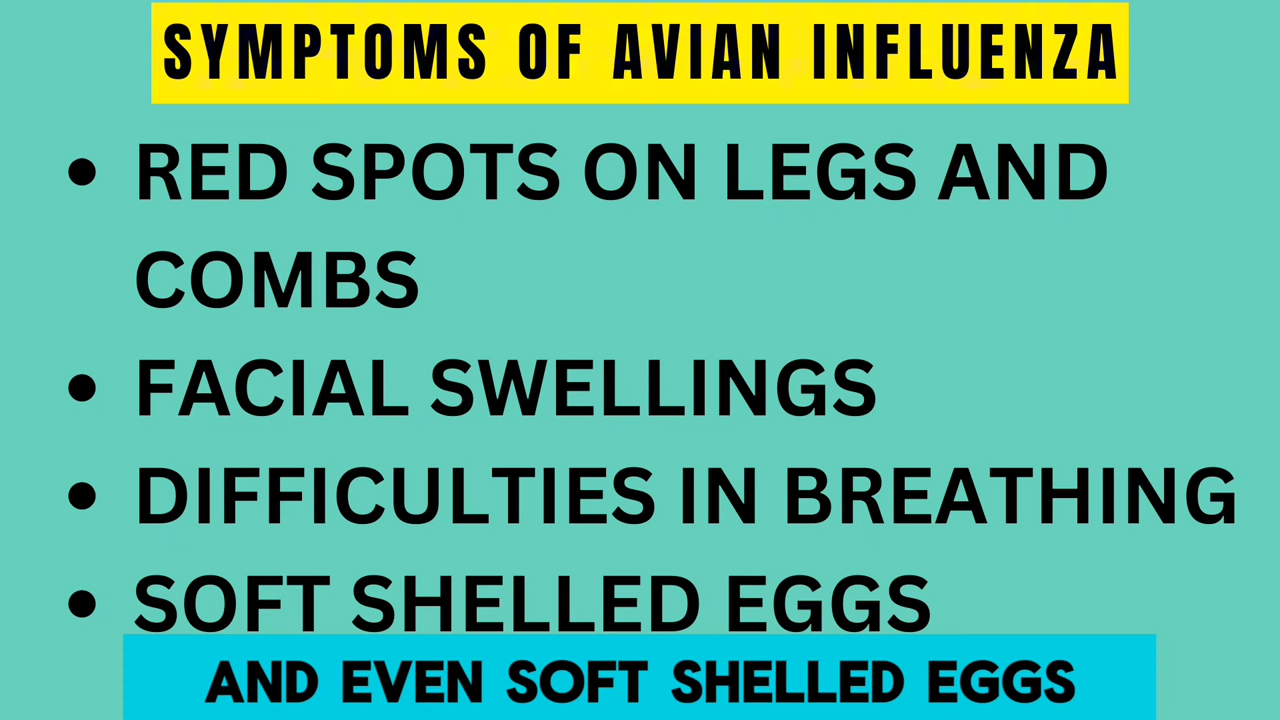 SYMPTOMS OF AVIAN INFLUENZA
• RED SPOTS ON LEGS AND
COMBS
• FACIAL SWELLINGS
• DIFFICULTIES IN BREATHING
• SOFT SHELLED EGGS
AND EVEN SOFT SHELLED EGGS